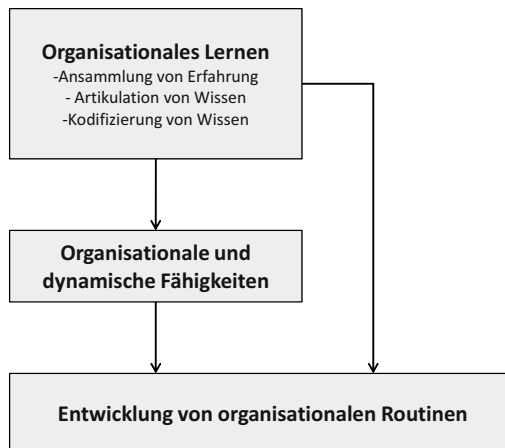 Organisationales Lernen
-Ansammlung von Erfahrung
- Artikulation von Wissen
-Kodifizierung von Wissen
Organisationale und
dynamische Fähigkeiten
Entwicklung von organisationalen Routinen